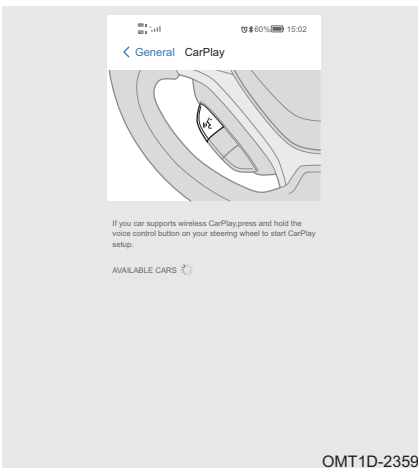 60% 15:02
General CarPlay
If you car supports wireless CarPlay,press and hold the
voice control button on your steering wheel to start CarPlay
setup.
AVAILABLE CARS
OMT1D-2359